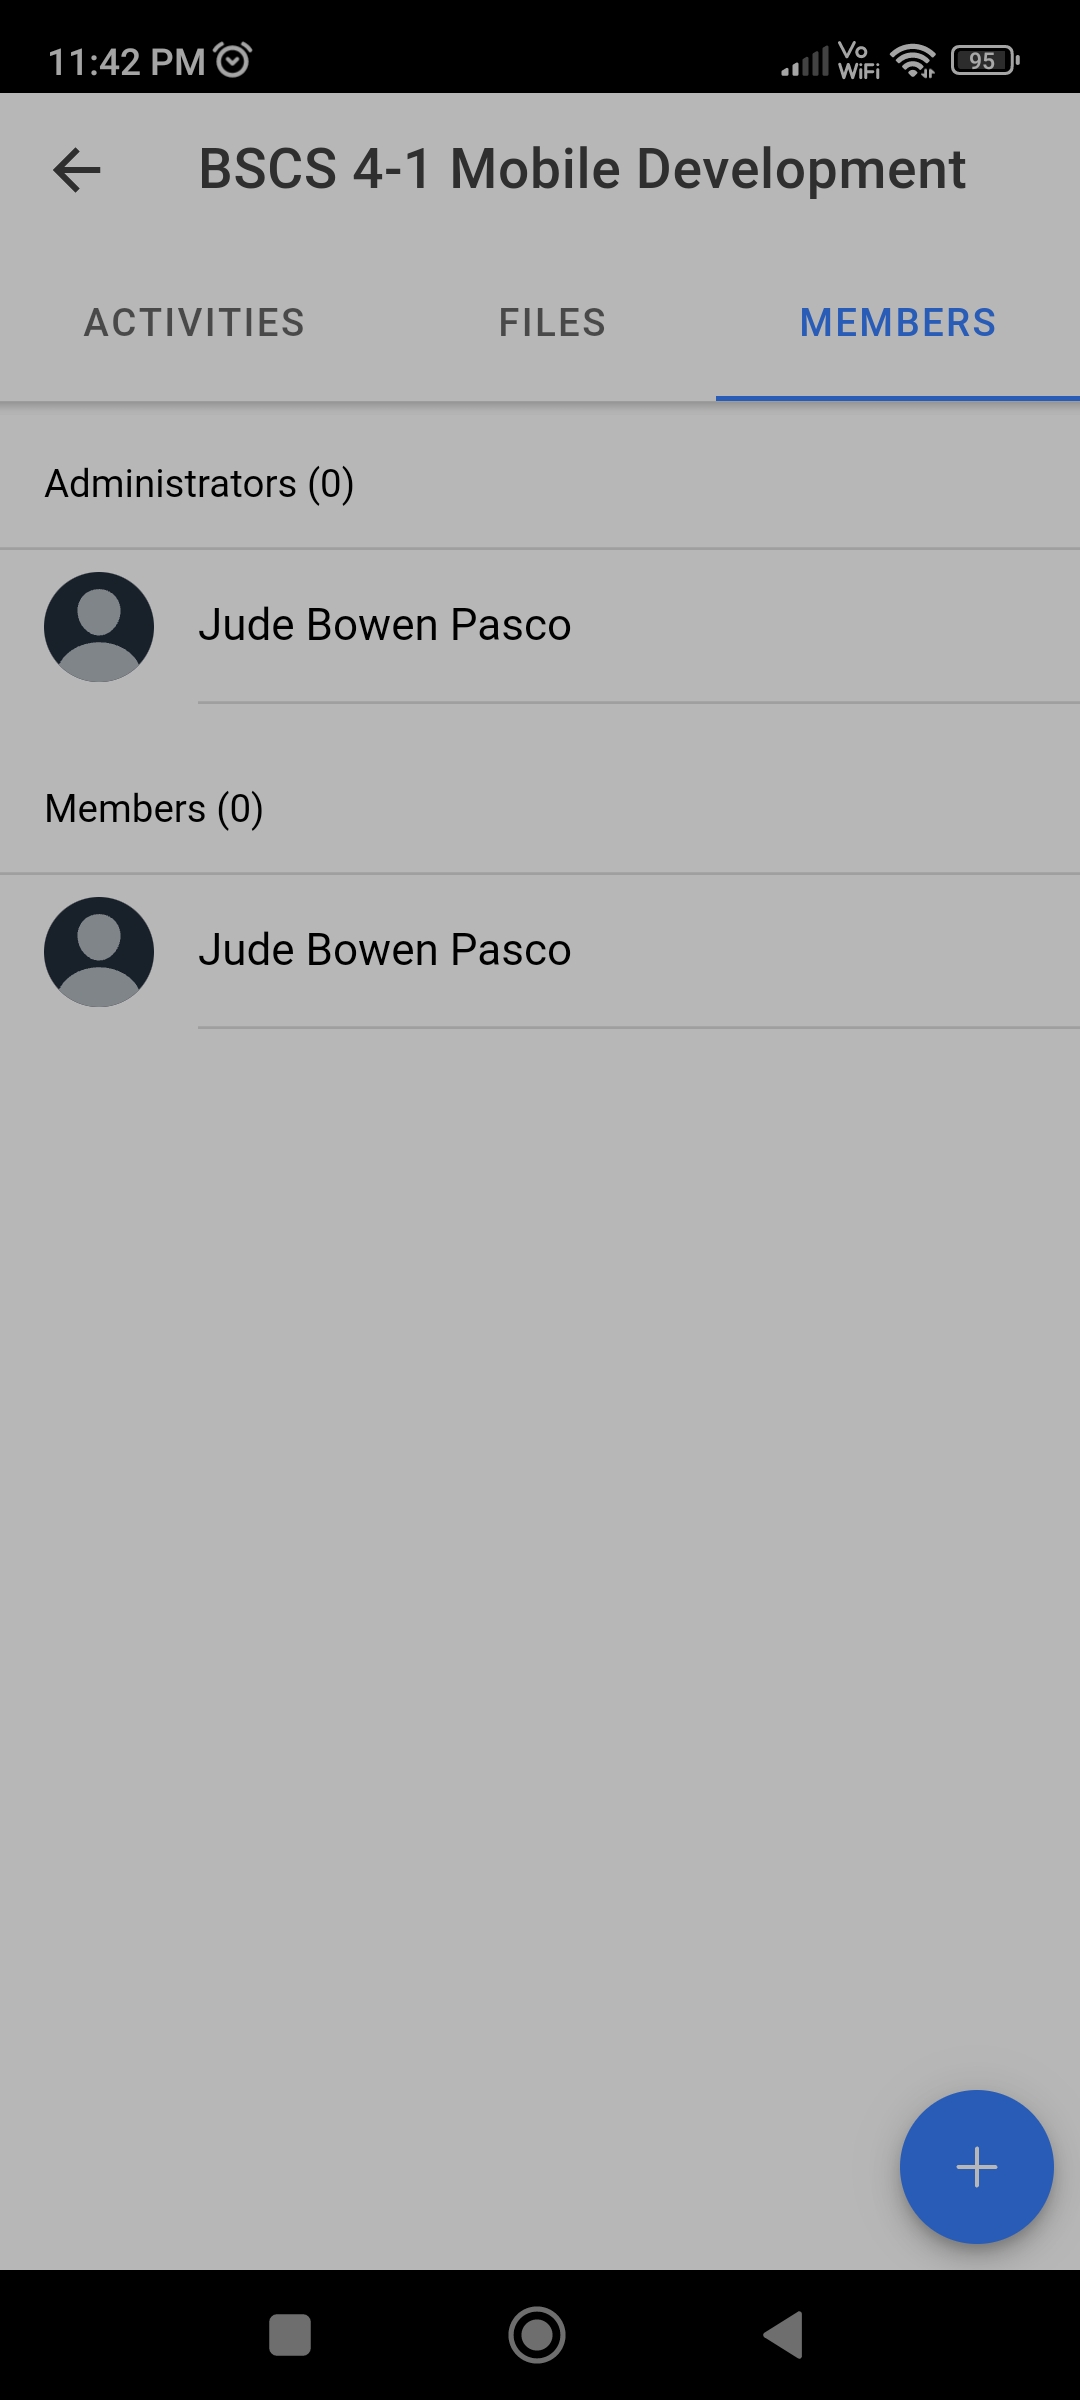 11:42 PM
Vo WiFi
95
BSCS 4-1 Mobile Development
ACTIVITIES FILES MEMBERS
Administrators (0)
Jude Bowen Pasco
Members (0)
Jude Bowen Pasco